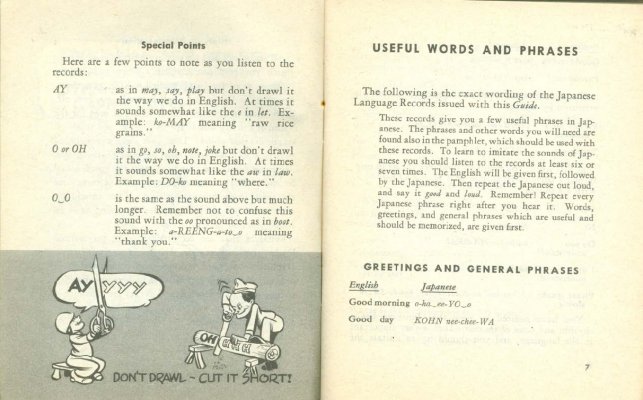 Special Points
Here are a few points to note as you listen to the
records:
AY as in may, say, play but don't drawl it
the way we do in English. At times it
sounds somewhat like the e in let. Ex-
ample: ko-MAY meaning "raw rice
grains."
O or OH as in go, so, oh, note, joke but don't drawl
it the way we do in English. At times
it sounds somewhat like the aw in law.
Example: DO-ko meaning "where."
O_O is the same as the sound above but much
longer. Remember not to confuse this
sound with the oo pronounced as in boot.
Example: a-REENG-a-to_o meaning
"thank you."
AY YYY
OH H H H
DON'T DRAWL ~ CUT IT SHORT!
USEFUL WORDS AND PHRASES
The following is the exact wording of the Japanese
Language Records issued with this Guide.
These records give you a few useful phrases in Jap-
anese. The phrases and other words you will need are
found also in the pamphlet, which should be used with
these records. To learn to imitate the sounds of Jap-
anese you should listen to the records at least six or
seven times. The English will be given first, followed
by the Japanese. Then repeat the Japanese out loud,
and say it good and loud. Remember! Repeat every
Japanese phrase right after you hear it. Words,
greetings, and general phrases which are useful and
should be memorized, are given first.
GREETINGS AND GENERAL PHRASES
English Japanese
Good morning o-ha_ee-YO_o
Good day KOHN nee-chee-WA
7